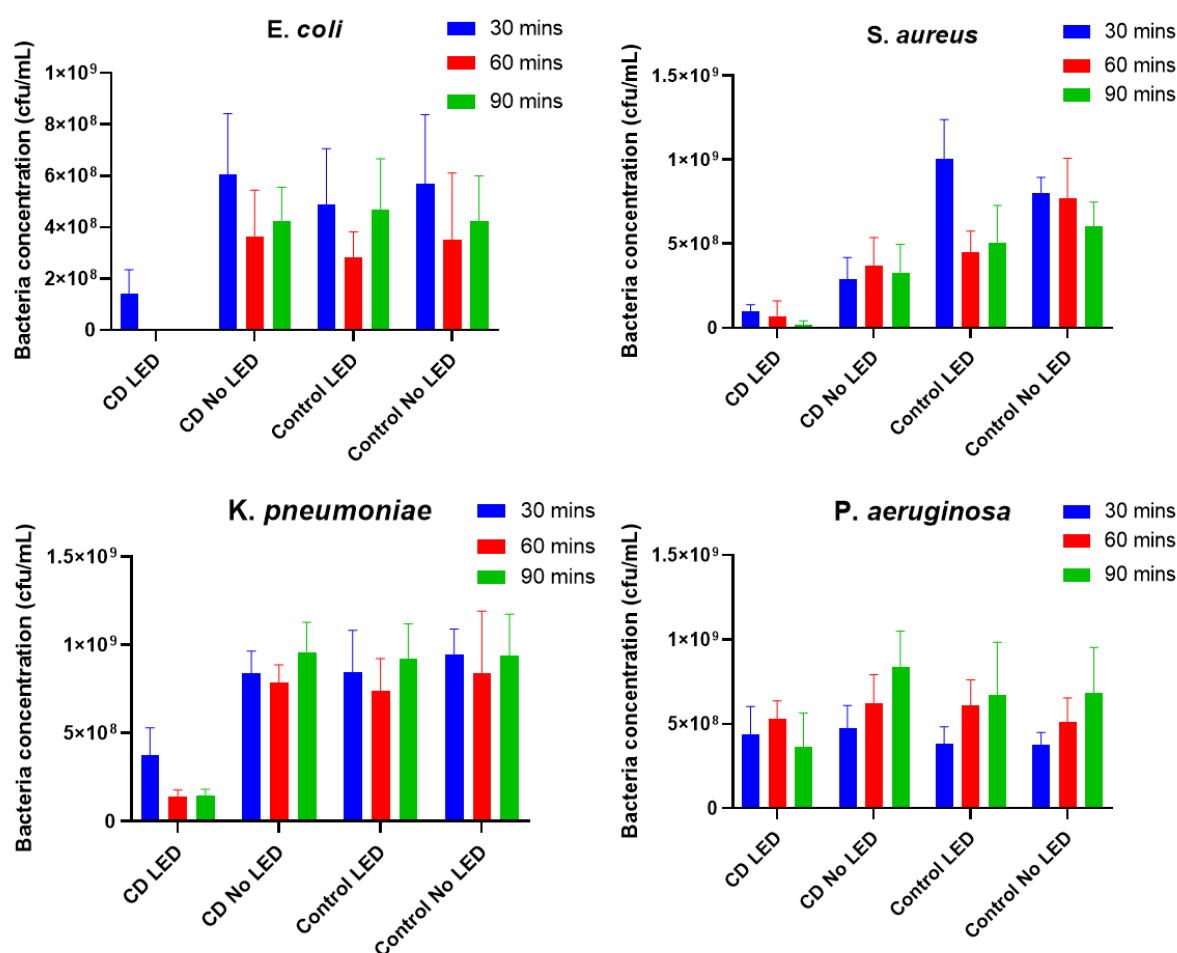 E. coli
30 mins
60 mins
90 mins
Bacteria concentration (cfu/mL)
1×10⁹
8×10⁸
6×10⁸
4×10⁸
2×10⁸
0
CD LED
CD No LED
Control LED
Control No LED
S. aureus
30 mins
60 mins
90 mins
Bacteria concentration (cfu/mL)
1.5×10⁹
1×10⁹
5×10⁸
0
CD LED
CD No LED
Control LED
Control No LED
K. pneumoniae
30 mins
60 mins
90 mins
Bacteria concentration (cfu/mL)
1.5×10⁹
1×10⁹
5×10⁸
0
CD LED
CD No LED
Control LED
Control No LED
P. aeruginosa
30 mins
60 mins
90 mins
Bacteria concentration (cfu/mL)
1.5×10⁹
1×10⁹
5×10⁸
0
CD LED
CD No LED
Control LED
Control No LED